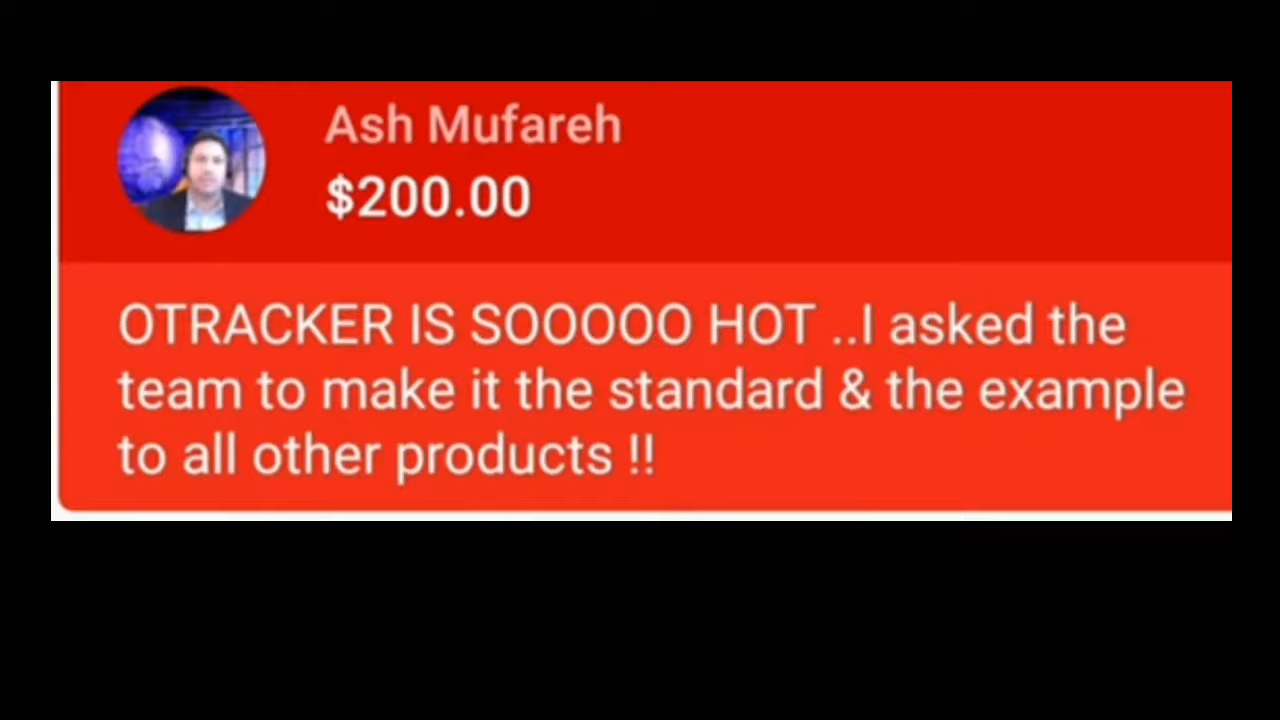 Ash Mufareh
$200.00
OTRACKER IS SOOOOO HOT ..I asked the
team to make it the standard & the example
to all other products !!